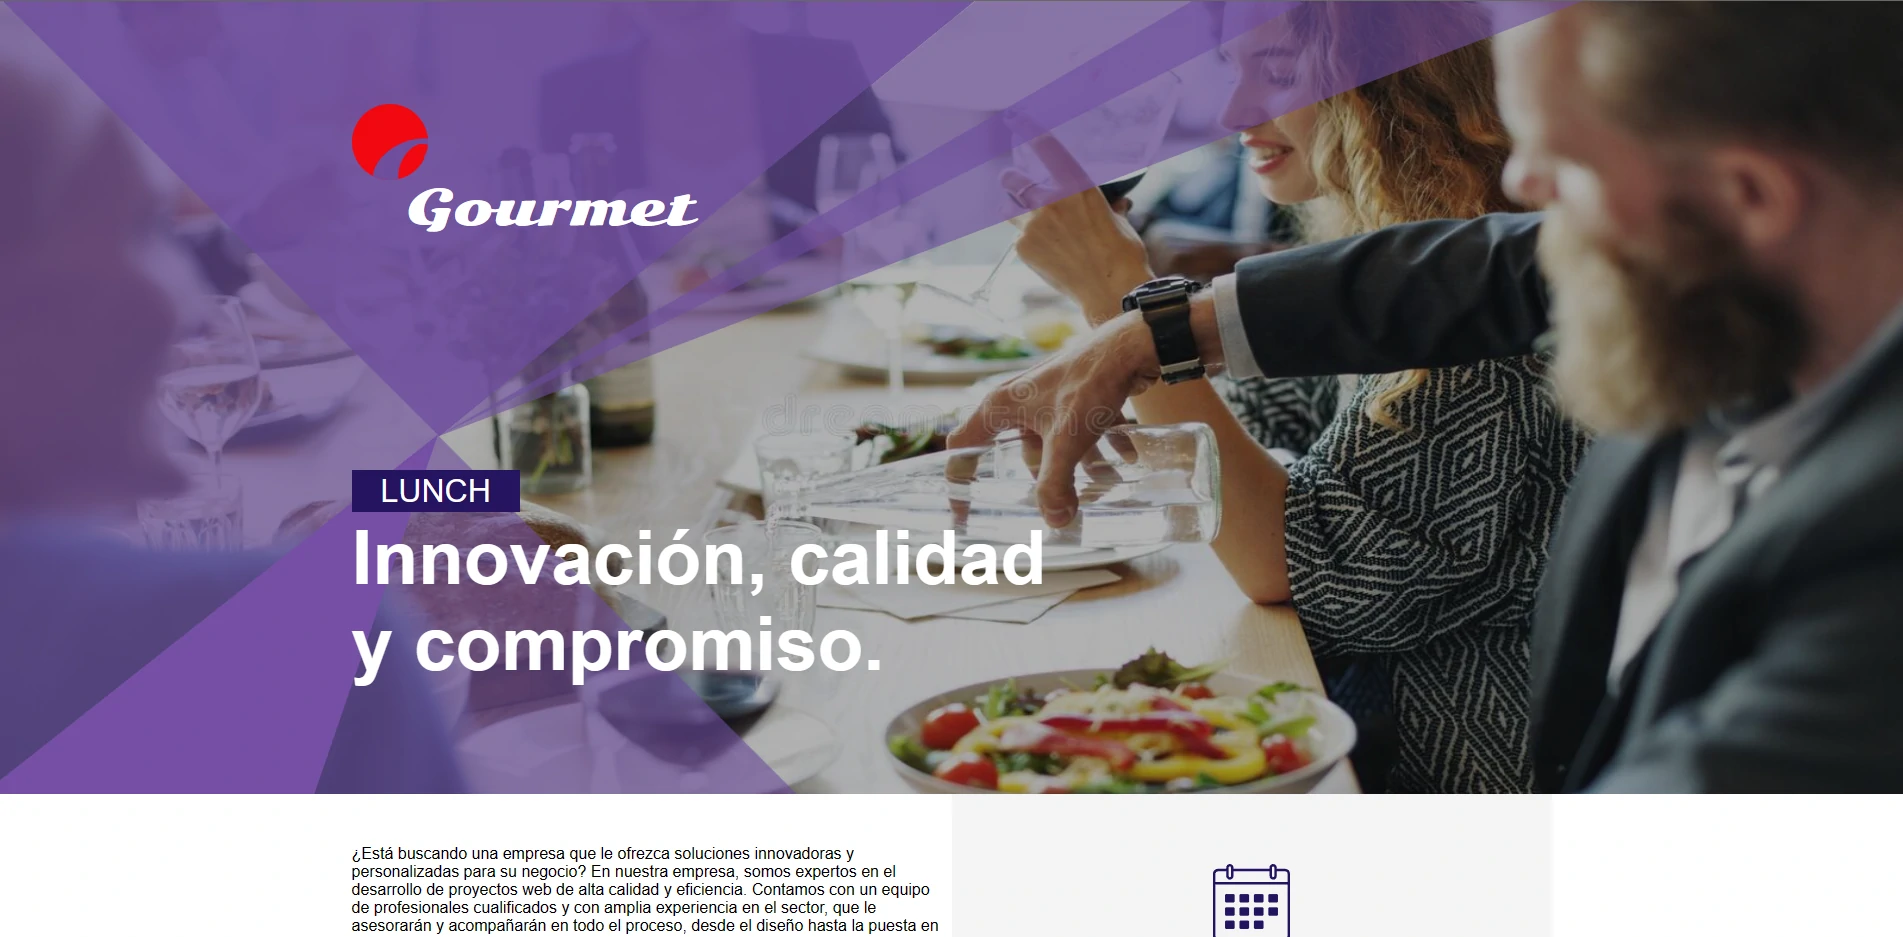 Gourmet
LUNCH
Innovación, calidad
y compromiso.
¿Está buscando una empresa que le ofrezca soluciones innovadoras y
personalizadas para su negocio? En nuestra empresa, somos expertos en el
desarrollo de proyectos web de alta calidad y eficiencia. Contamos con un equipo
de profesionales cualificados y con amplia experiencia en el sector, que le
asesorarán y acompañarán en todo el proceso, desde el diseño hasta la puesta en